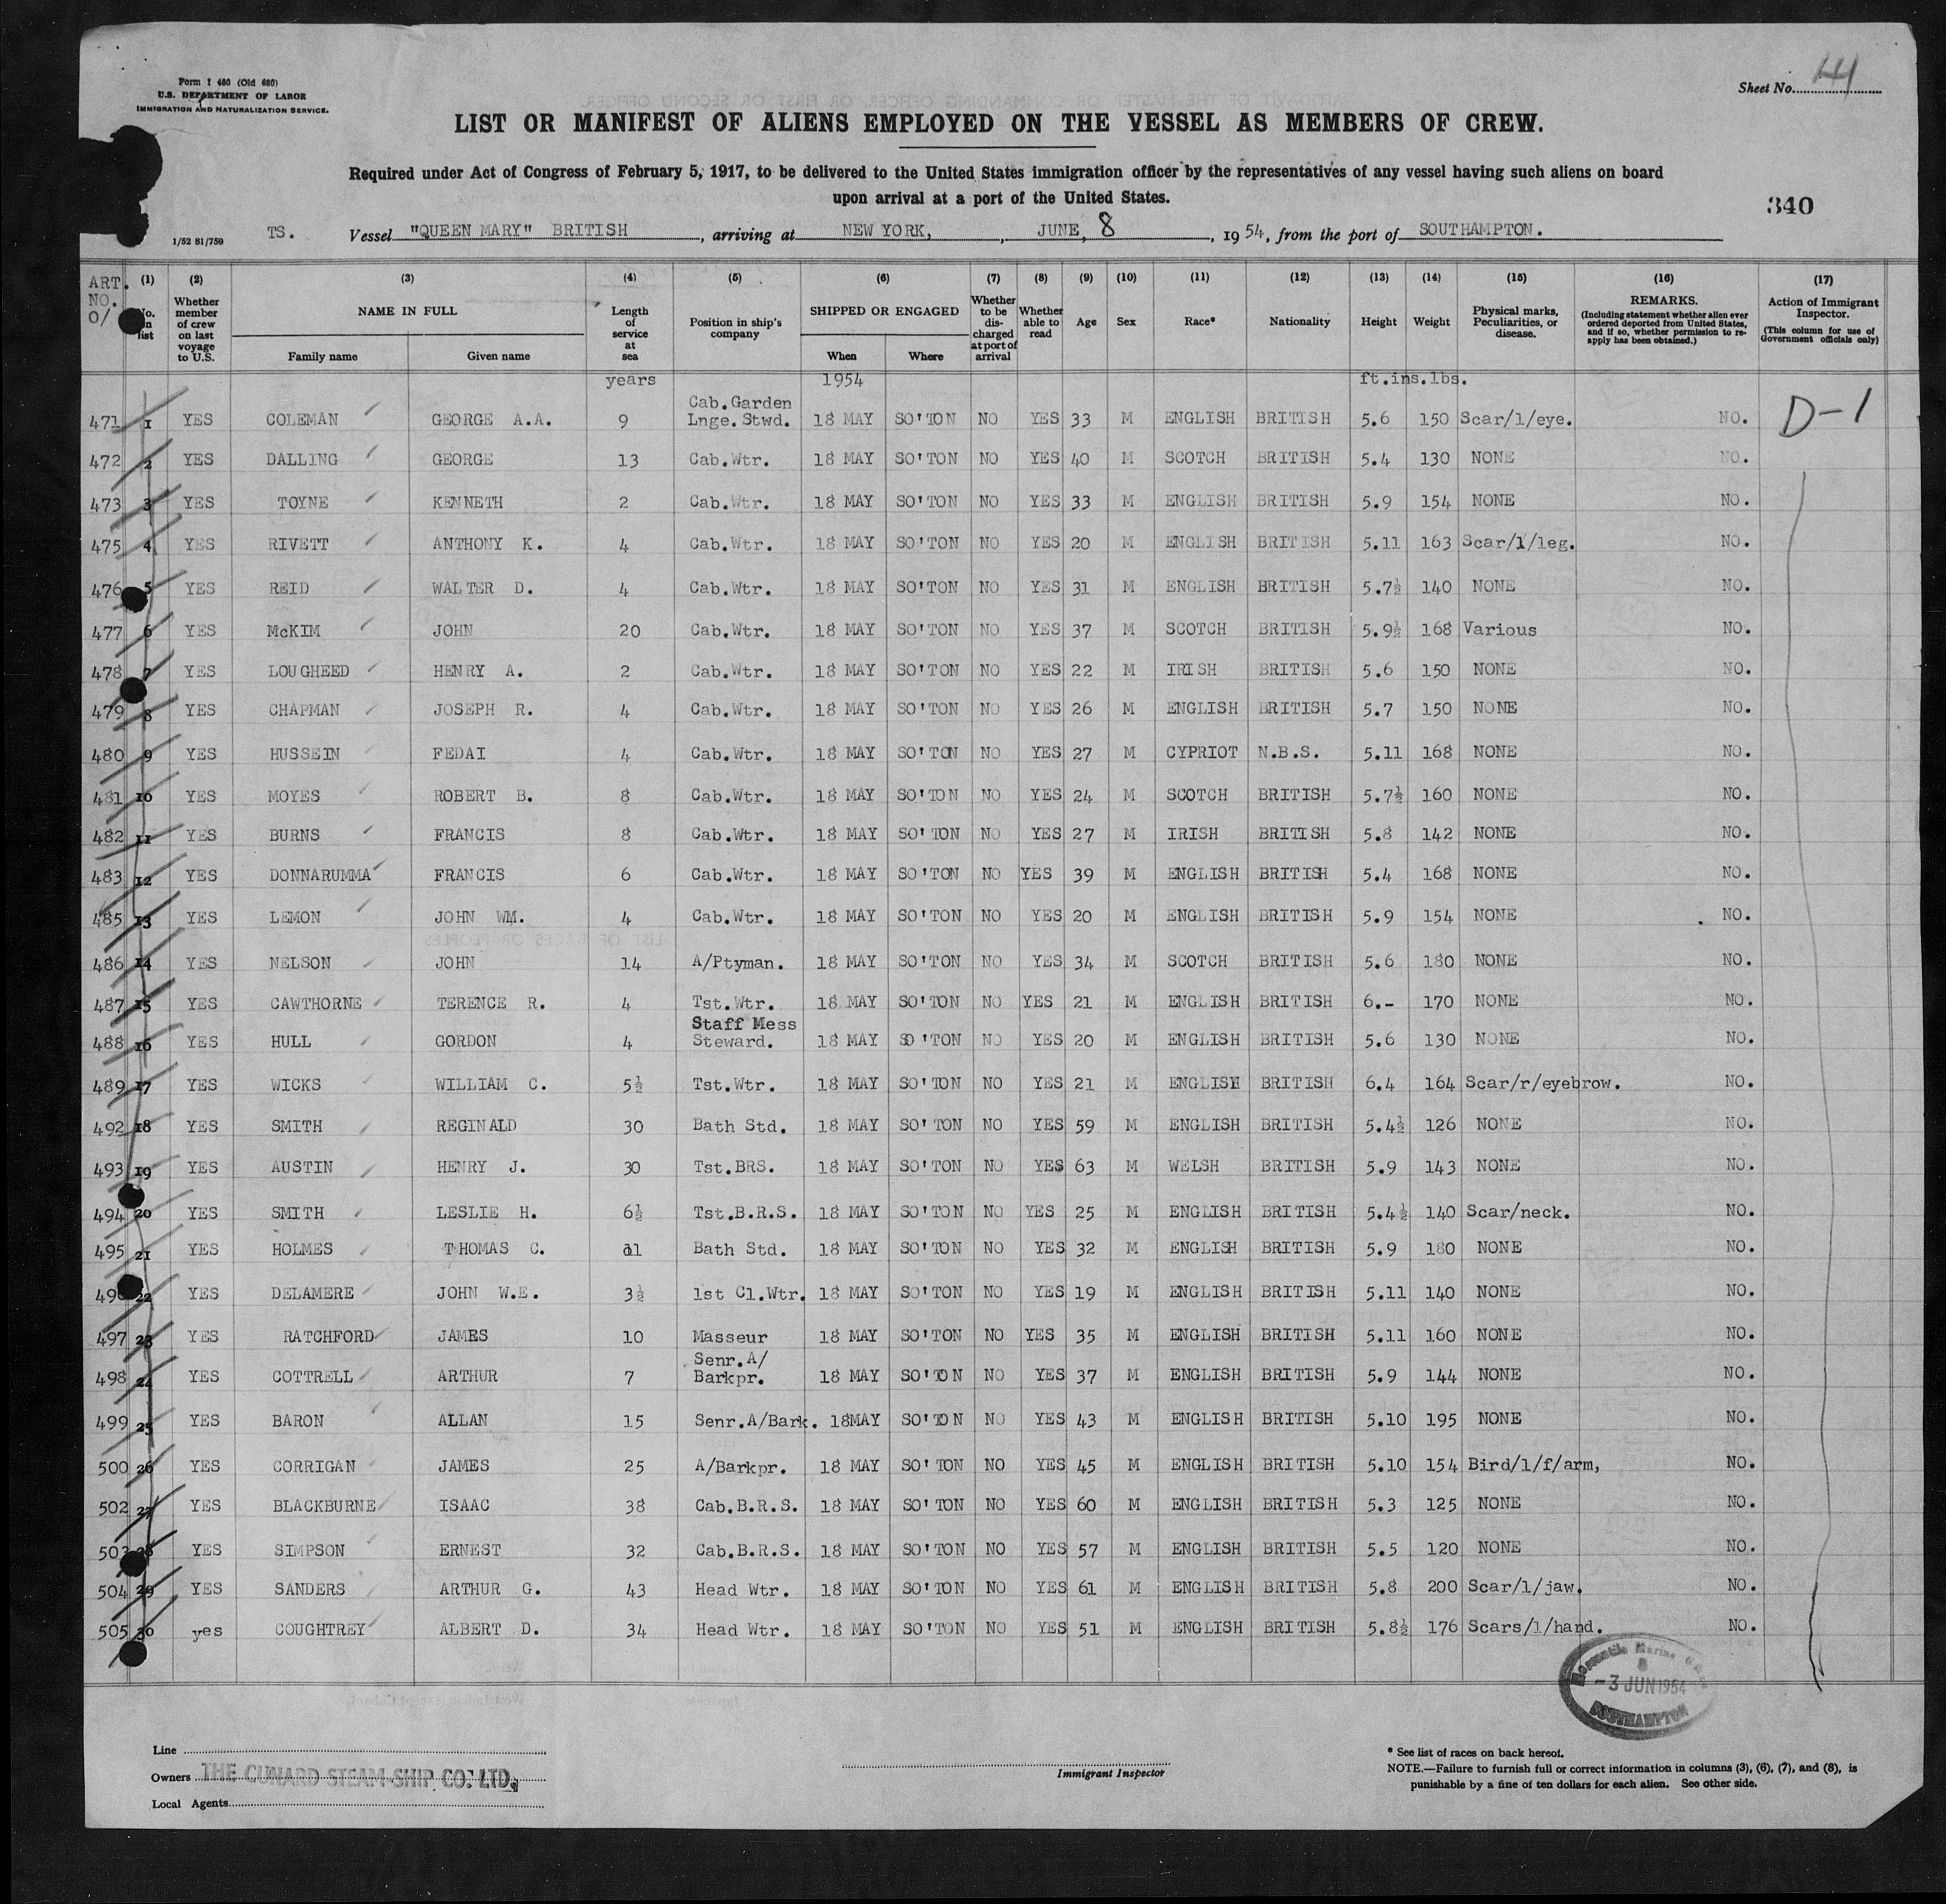 Form I 480 (Old 680)
U.S. DEPARTMENT OF LABOR
IMMIGRATION AND NATURALIZATION SERVICE.
Sheet No.
LIST OR MANIFEST OF ALIENS EMPLOYED ON THE VESSEL AS MEMBERS OF CREW.
Required under Act of Congress of February 5, 1917, to be delivered to the United States immigration officer by the representatives of any vessel having such aliens on board
upon arrival at a port of the United States.
340
1/52 81/759
TS. Vessel "QUEEN MARY" BRITISH, arriving at NEW YORK, JUNE, 8, 1954, from the port of SOUTHAMPTON.
ART. NO. O/ (1) No. in list (2) Whether member of crew on last voyage to U.S. (3) NAME IN FULL Family name Given name (4) Length of service at sea (5) Position in ship's company (6) SHIPPED OR ENGAGED When Where (7) Whether to be discharged at port of arrival (8) Whether able to read (9) Age (10) Sex (11) Race* (12) Nationality (13) Height (14) Weight (15) Physical marks, Peculiarities, or disease. (16) REMARKS. (Including statement whether alien ever ordered deported from United States, and if so, whether permission to re-apply has been obtained.) (17) Action of Immigrant Inspector. (This column for use of Government officials only)
years 1954 ft.ins.lbs.
471 1 YES COLEMAN GEORGE A.A. 9 Cab.Garden Lnge.Stwd. 18 MAY SO'TON NO YES 33 M ENGLISH BRITISH 5.6 150 Scar/l/eye. NO. D-1
472 2 YES DALLING GEORGE 13 Cab.Wtr. 18 MAY SO'TON NO YES 40 M SCOTCH BRITISH 5.4 130 NONE NO.
473 3 YES TOYNE KENNETH 2 Cab.Wtr. 18 MAY SO'TON NO YES 33 M ENGLISH BRITISH 5.9 154 NONE NO.
475 4 YES RIVETT ANTHONY K. 4 Cab.Wtr. 18 MAY SO'TON NO YES 20 M ENGLISH BRITISH 5.11 163 Scar/l/leg. NO.
476 5 YES REID WALTER D. 4 Cab.Wtr. 18 MAY SO'TON NO YES 31 M ENGLISH BRITISH 5.7½ 140 NONE NO.
477 6 YES McKIM JOHN 20 Cab.Wtr. 18 MAY SO'TON NO YES 37 M SCOTCH BRITISH 5.9½ 168 Various NO.
478 7 YES LOUGHEED HENRY A. 2 Cab.Wtr. 18 MAY SO'TON NO YES 22 M IRISH BRITISH 5.6 150 NONE NO.
479 8 YES CHAPMAN JOSEPH R. 4 Cab.Wtr. 18 MAY SO'TON NO YES 26 M ENGLISH BRITISH 5.7 150 NONE NO.
480 9 YES HUSSEIN FEDAI 4 Cab.Wtr. 18 MAY SO'TON NO YES 27 M CYPRIOT N.B.S. 5.11 168 NONE NO.
481 10 YES MOYES ROBERT B. 8 Cab.Wtr. 18 MAY SO'TON NO YES 24 M SCOTCH BRITISH 5.7½ 160 NONE NO.
482 11 YES BURNS FRANCIS 8 Cab.Wtr. 18 MAY SO'TON NO YES 27 M IRISH BRITISH 5.8 142 NONE NO.
483 12 YES DONNARUMMA FRANCIS 6 Cab.Wtr. 18 MAY SO'TON NO YES 39 M ENGLISH BRITISH 5.4 168 NONE NO.
485 13 YES LEMON JOHN WM. 4 Cab.Wtr. 18 MAY SO'TON NO YES 20 M ENGLISH BRITISH 5.9 154 NONE NO.
486 14 YES NELSON JOHN 14 A/Ptyman. 18 MAY SO'TON NO YES 34 M SCOTCH BRITISH 5.6 180 NONE NO.
487 15 YES CAWTHORNE TERENCE R. 4 Tst.Wtr. 18 MAY SO'TON NO YES 21 M ENGLISH BRITISH 6.- 170 NONE NO.
488 16 YES HULL GORDON 4 Staff Mess Steward. 18 MAY SO'TON NO YES 20 M ENGLISH BRITISH 5.6 130 NONE NO.
489 17 YES WICKS WILLIAM C. 5½ Tst.Wtr. 18 MAY SO'TON NO YES 21 M ENGLISH BRITISH 6.4 164 Scar/r/eyebrow. NO.
492 18 YES SMITH REGINALD 30 Bath Std. 18 MAY SO'TON NO YES 59 M ENGLISH BRITISH 5.4½ 126 NONE NO.
493 19 YES AUSTIN HENRY J. 30 Tst.BRS. 18 MAY SO'TON NO YES 63 M WELSH BRITISH 5.9 143 NONE NO.
494 20 YES SMITH LESLIE H. 6½ Tst.B.R.S. 18 MAY SO'TON NO YES 25 M ENGLISH BRITISH 5.4½ 140 Scar/neck. NO.
495 21 YES HOLMES THOMAS C. Bath Std. 18 MAY SO'TON NO YES 32 M ENGLISH BRITISH 5.9 180 NONE NO.
22 YES DELAMERE JOHN W.E. 3½ 1st Cl.Wtr. 18 MAY SO'TON NO YES 19 M ENGLISH BRITISH 5.11 140 NONE NO.
497 23 YES RATCHFORD JAMES 10 Masseur 18 MAY SO'TON NO YES 35 M ENGLISH BRITISH 5.11 160 NONE NO.
498 24 YES COTTRELL ARTHUR 7 Senr.A/ Barkpr. 18 MAY SO'TON NO YES 37 M ENGLISH BRITISH 5.9 144 NONE NO.
499 25 YES BARON ALLAN 15 Senr.A/Bark. 18MAY SO'TON NO YES 43 M ENGLISH BRITISH 5.10 195 NONE NO.
500 26 YES CORRIGAN JAMES 25 A/Barkpr. 18 MAY SO'TON NO YES 45 M ENGLISH BRITISH 5.10 154 Bird/l/f/arm, NO.
502 27 YES BLACKBURNE ISAAC 38 Cab.B.R.S. 18 MAY SO'TON NO YES 60 M ENGLISH BRITISH 5.3 125 NONE NO.
503 28 YES SIMPSON ERNEST 32 Cab.B.R.S. 18 MAY SO'TON NO YES 57 M ENGLISH BRITISH 5.5 120 NONE NO.
504 29 YES SANDERS ARTHUR G. 43 Head Wtr. 18 MAY SO'TON NO YES 61 M ENGLISH BRITISH 5.8 200 Scar/l/jaw. NO.
505 30 yes COUGHTREY ALBERT D. 34 Head Wtr. 18 MAY SO'TON NO YES 51 M ENGLISH BRITISH 5.8½ 176 Scars/l/hand. NO.
Mercantile Marine
-3 JUN 1954
SOUTHAMPTON
Line
Owners THE CUNARD STEAM-SHIP CO. LTD.
Local Agents
Immigrant Inspector
* See list of races on back hereof.
NOTE.—Failure to furnish full or correct information in columns (3), (6), (7), and (8), is
punishable by a fine of ten dollars for each alien. See other side.